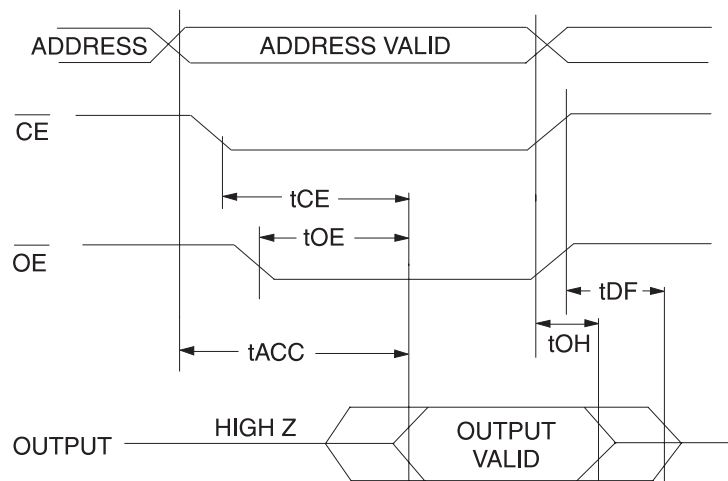 ADDRESS
ADDRESS VALID
CE
tCE
tOE
OE
tDF
tACC
tOH
HIGH Z
OUTPUT
OUTPUT
VALID